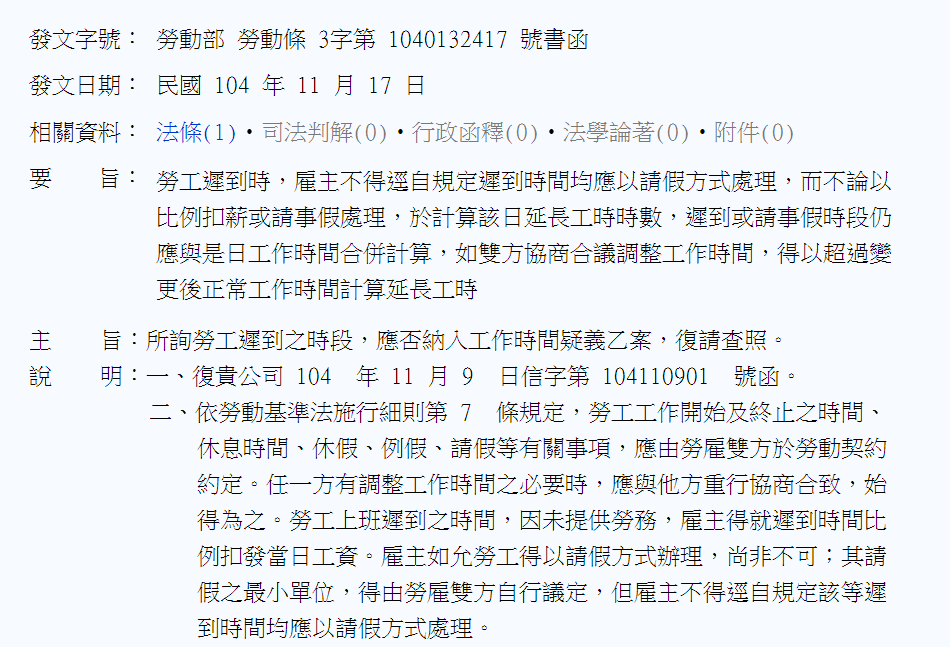 發文字號： 勞動部 勞動條 3字第 1040132417 號書函
發文日期： 民國 104 年 11 月 17 日
相關資料： 法條(1)‧司法判解(0)‧行政函釋(0)‧法學論著(0)‧附件(0)
要　　旨： 勞工遲到時，雇主不得逕自規定遲到時間均應以請假方式處理，而不論以
比例扣薪或請事假處理，於計算該日延長工時時數，遲到或請事假時段仍
應與是日工作時間合併計算，如雙方協商合議調整工作時間，得以超過變
更後正常工作時間計算延長工時
主　　旨：所詢勞工遲到之時段，應否納入工作時間疑義乙案，復請查照。
說　　明：一、復貴公司 104 年 11 月 9 日信字第 104110901 號函。
二、依勞動基準法施行細則第 7 條規定，勞工工作開始及終止之時間、
休息時間、休假、例假、請假等有關事項，應由勞雇雙方於勞動契約
約定。任一方有調整工作時間之必要時，應與他方重行協商合致，始
得為之。勞工上班遲到之時間，因未提供勞務，雇主得就遲到時間比
例扣發當日工資。雇主如允勞工得以請假方式辦理，尚非不可；其請
假之最小單位，得由勞雇雙方自行議定，但雇主不得逕自規定該等遲
到時間均應以請假方式處理。